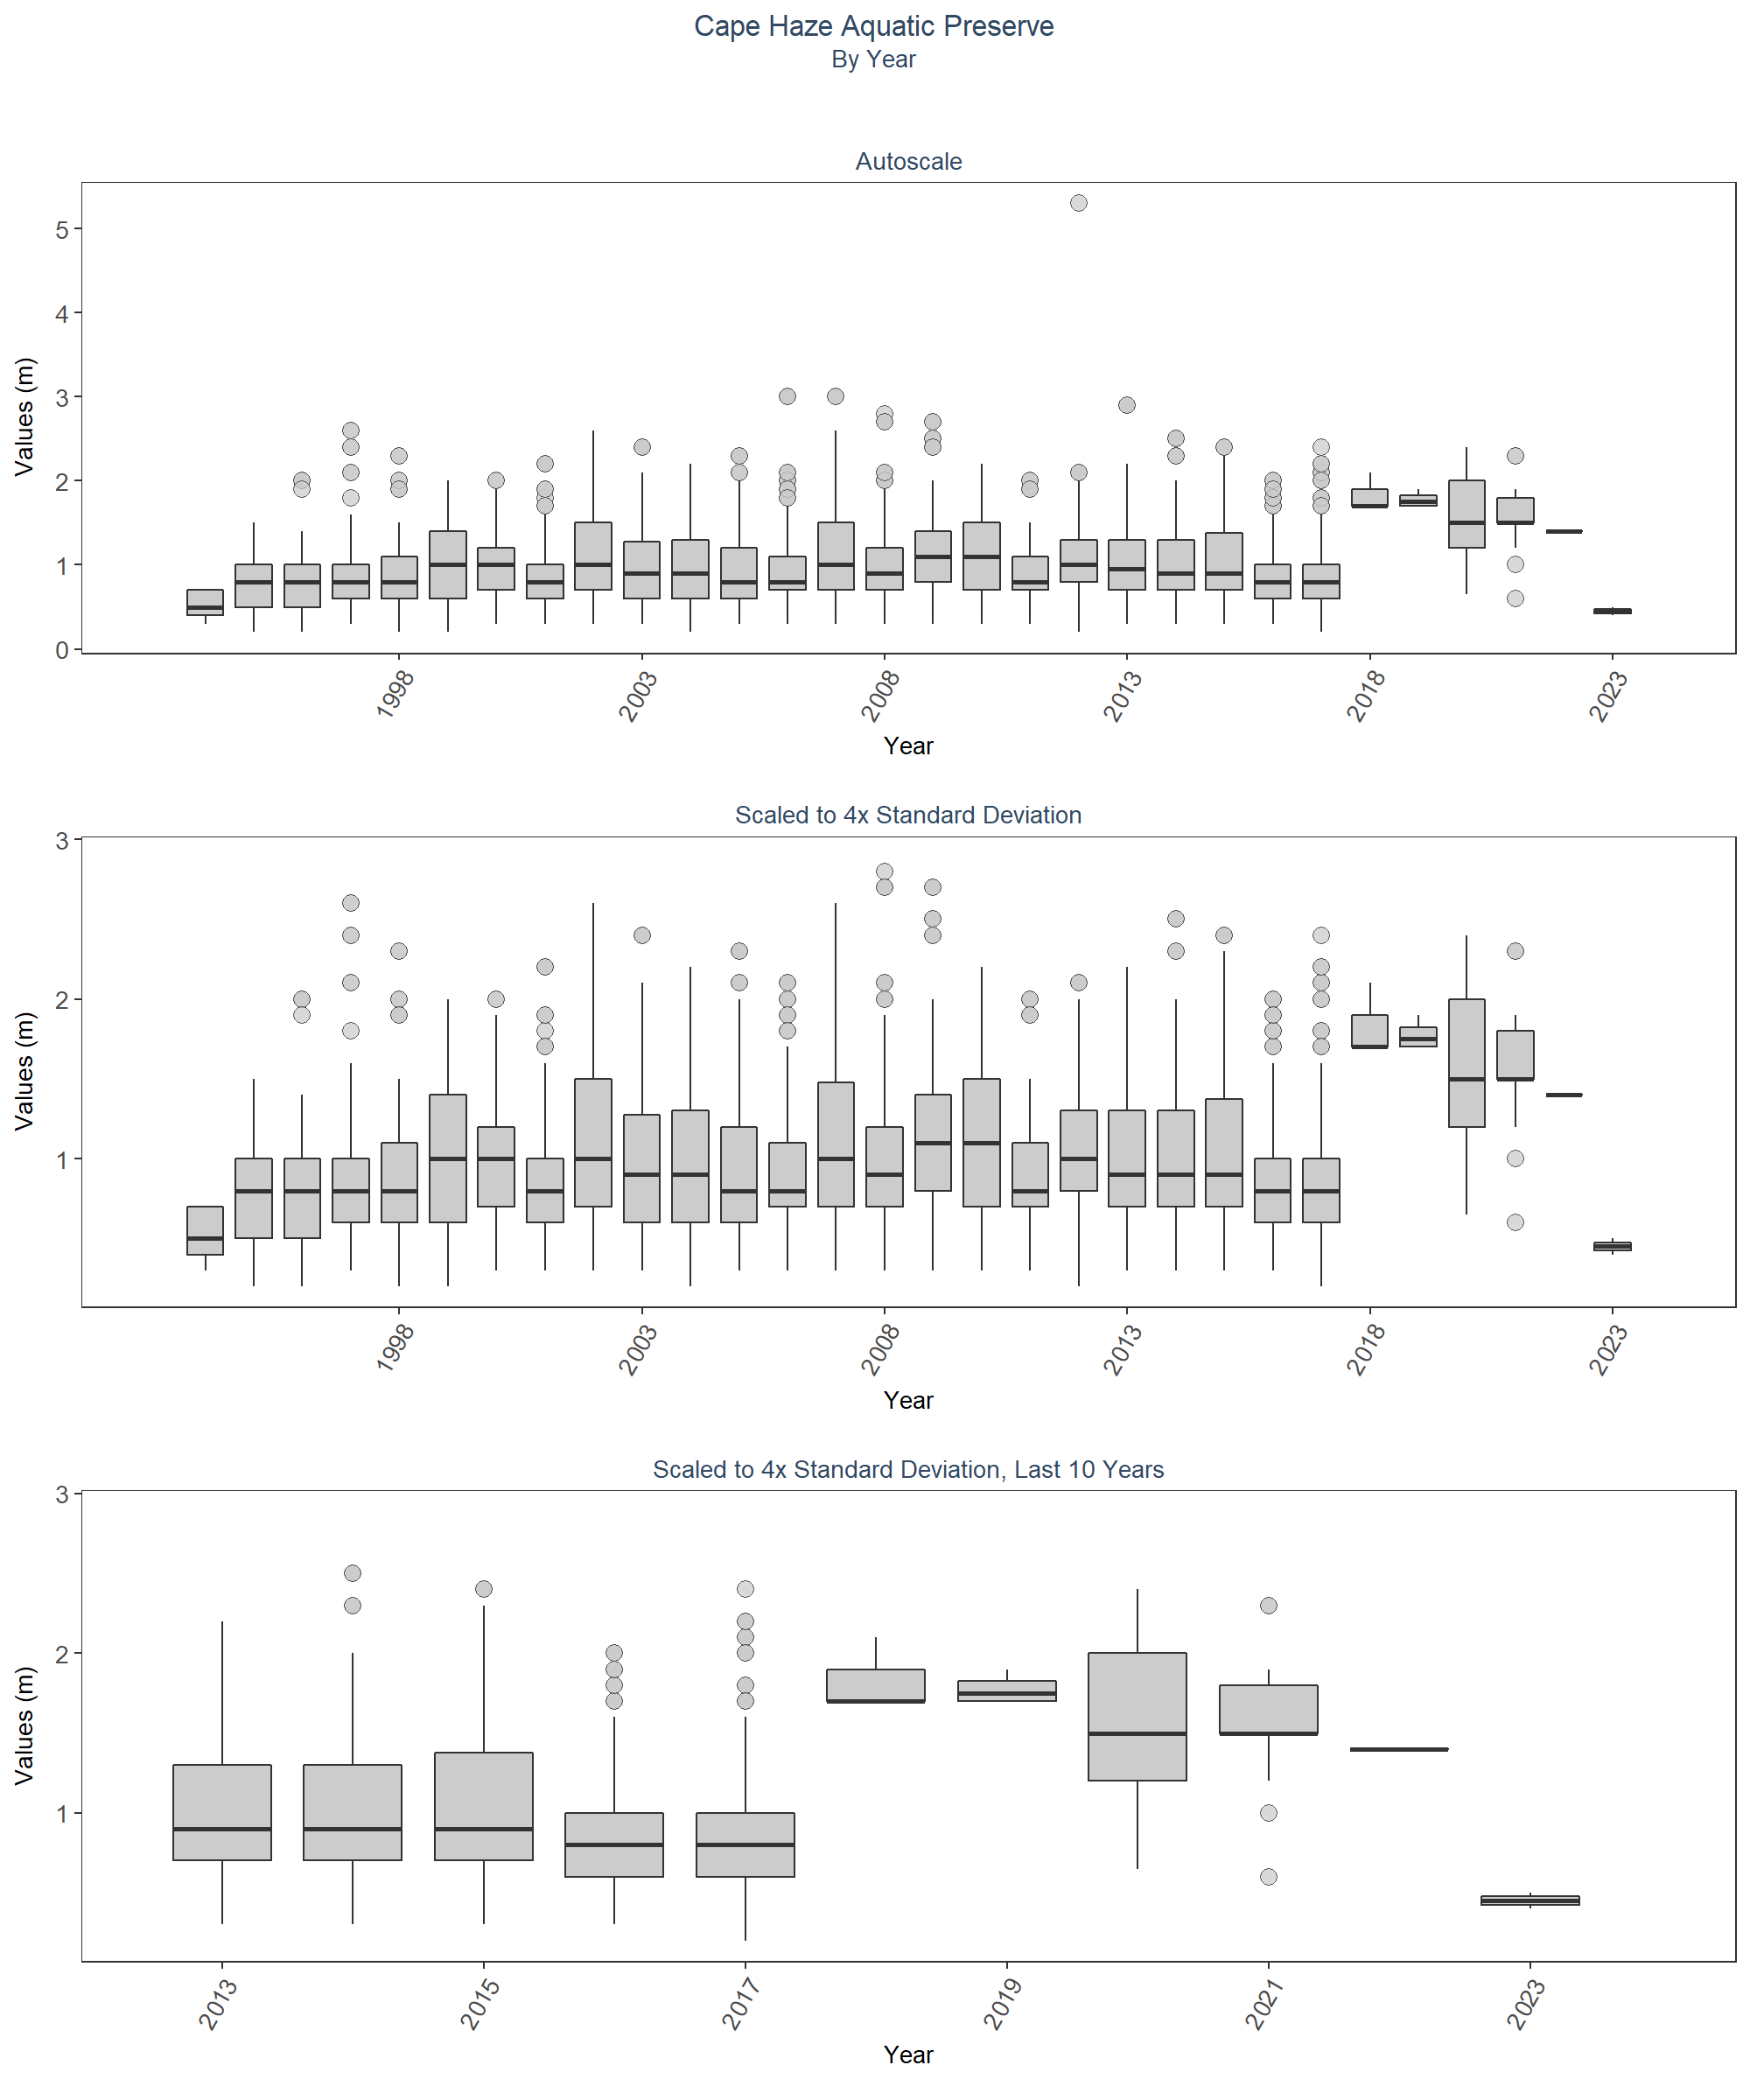 Cape Haze Aquatic Preserve
By Year
Autoscale
Values (m)
5
4
3
2
1
0
1998
2003
2008
2013
2018
2023
Year
Scaled to 4x Standard Deviation
Values (m)
3
2
1
1998
2003
2008
2013
2018
2023
Year
Scaled to 4x Standard Deviation, Last 10 Years
Values (m)
3
2
1
2013
2015
2017
2019
2021
2023
Year